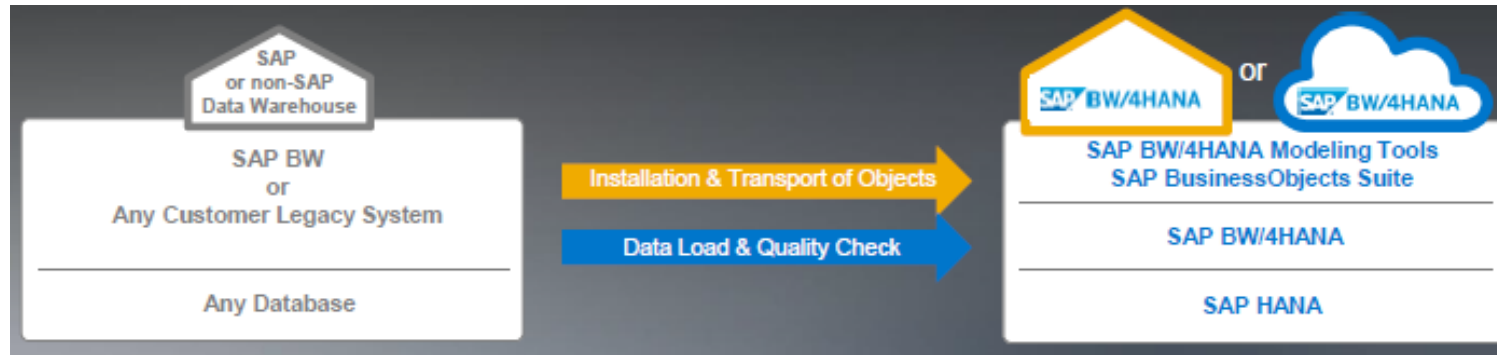 SAP
or non-SAP
Data Warehouse
SAP BW
or
Any Customer Legacy System
Any Database
Installation & Transport of Objects
Data Load & Quality Check
SAP BW/4HANA
or
SAP BW/4HANA
SAP BW/4HANA Modeling Tools
SAP BusinessObjects Suite
SAP BW/4HANA
SAP HANA